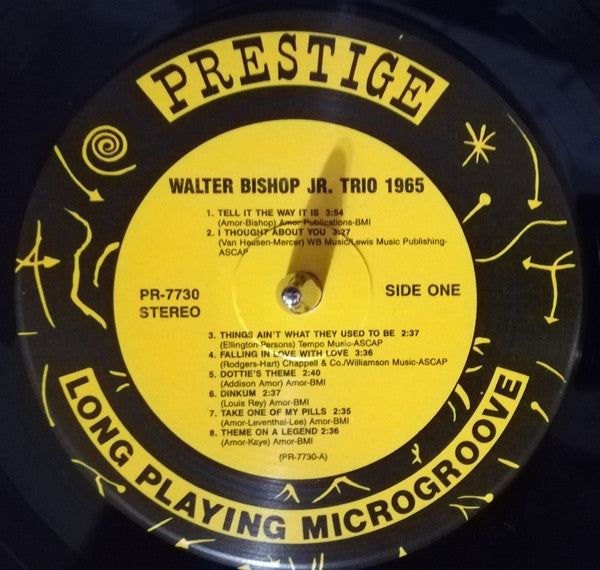 PRESTIGE
WALTER BISHOP JR. TRIO 1965
1. TELL IT THE WAY IT IS 3:54
(Amor-Bishop) Amor Publications-BMI
2. I THOUGHT ABOUT YOU 3:27
(Van Heusen-Mercer) WB Music/Lewis Music Publishing-
ASCAP
PR-7730
STEREO
SIDE ONE
3. THINGS AIN'T WHAT THEY USED TO BE 2:37
(Ellington-Persons) Tempo Music-ASCAP
4. FALLING IN LOVE WITH LOVE 3:36
(Rodgers-Hart) Chappell & Co./Williamson Music-ASCAP
5. DOTTIE'S THEME 2:40
(Addison Amor) Amor-BMI
6. DINKUM 2:37
(Louis Rey) Amor-BMI
7. TAKE ONE OF MY PILLS 2:35
(Amor-Leventhal-Lee) Amor-BMI
8. THEME ON A LEGEND 2:36
(Amor-Kaye) Amor-BMI
(PR-7730-A)
LONG PLAYING MICROGROOVE